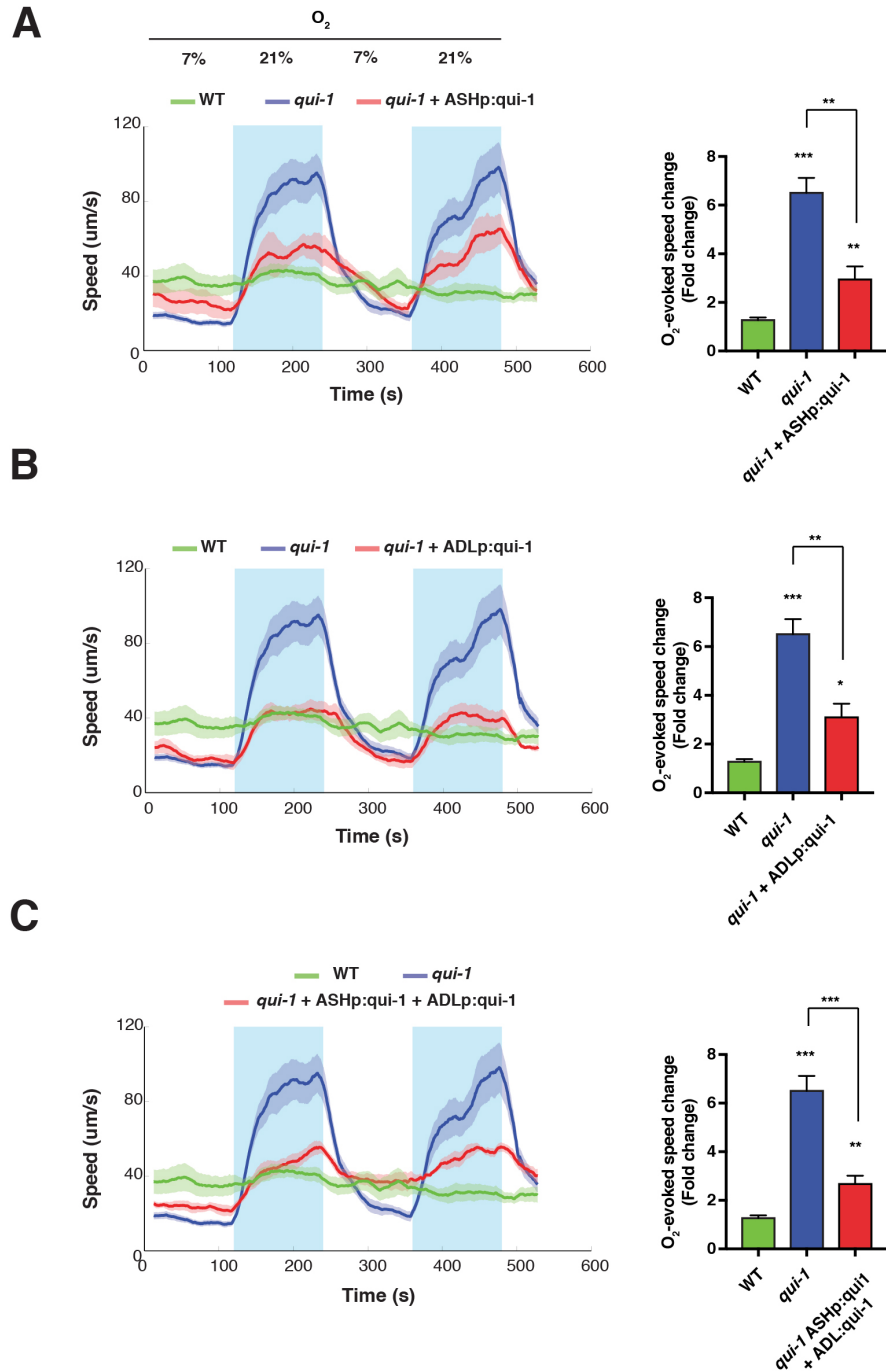 A
O2
7% 21% 7% 21%
WT qui-1 qui-1 + ASHp:qui-1
120
80
40
0
Speed (um/s)
0 100 200 300 400 500 600
Time (s)
**
***
**
8
6
4
2
0
O2-evoked speed change
(Fold change)
WT
qui-1
qui-1 + ASHp:qui-1
B
WT qui-1 qui-1 + ADLp:qui-1
120
80
40
0
Speed (um/s)
0 100 200 300 400 500 600
Time (s)
**
***
*
8
6
4
2
0
O2-evoked speed change
(Fold change)
WT
qui-1
qui-1 + ADLp:qui-1
C
WT qui-1
qui-1 + ASHp:qui-1 + ADLp:qui-1
120
80
40
0
Speed (um/s)
0 100 200 300 400 500 600
Time (s)
***
***
**
8
6
4
2
0
O2-evoked speed change
(Fold change)
WT
qui-1
qui-1 ASHp:qui1
+ ADL:qui-1